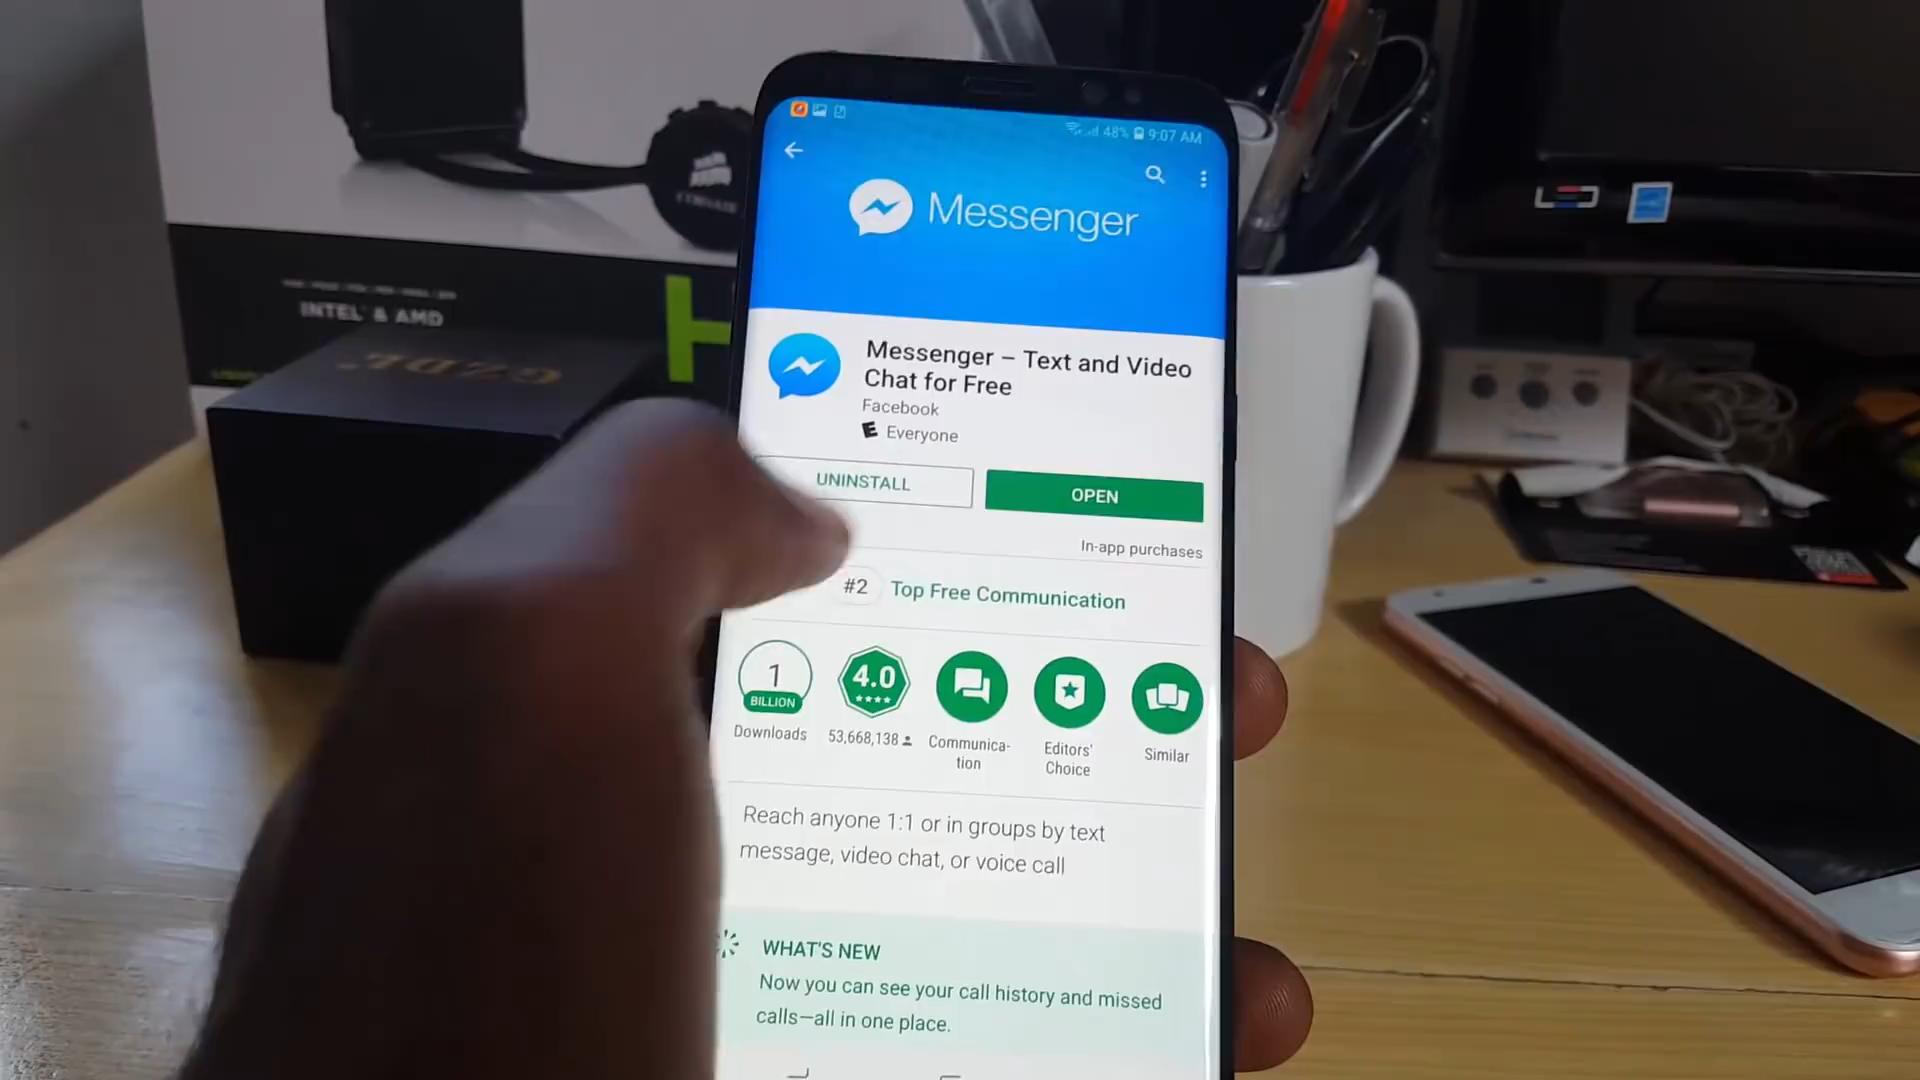 48% 9:07 AM
Messenger
Messenger – Text and Video
Chat for Free
Facebook
E Everyone
UNINSTALL
OPEN
In-app purchases
#2 Top Free Communication
1
BILLION
Downloads
4.0
53,668,138
Communica-
tion
Editors'
Choice
Similar
Reach anyone 1:1 or in groups by text
message, video chat, or voice call
WHAT'S NEW
Now you can see your call history and missed
calls—all in one place.
INTEL & AMD
H